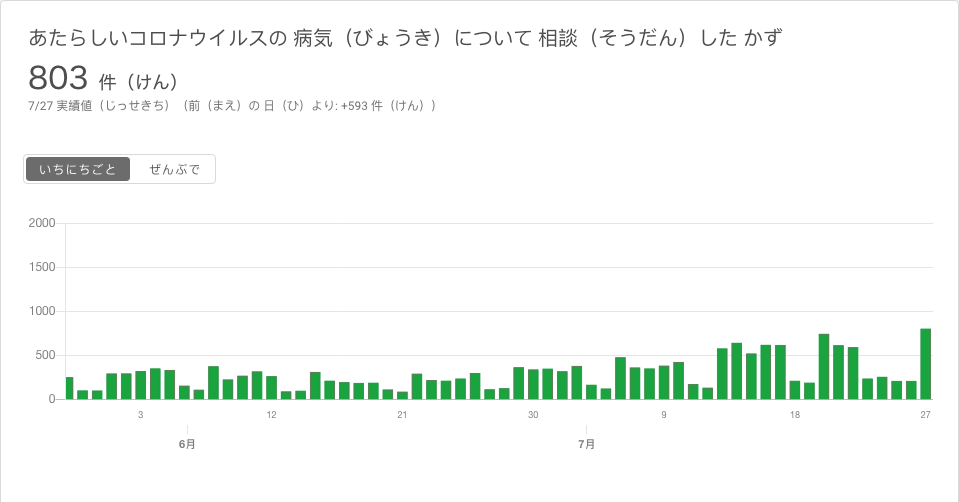 あたらしいコロナウイルスの 病気（びょうき）について 相談（そうだん）した かず
803 件（けん）
7/27 実績値（じっせきち）（前（まえ）の 日（ひ）より: +593 件（けん））
いちにちごと ぜんぶで
2000
1500
1000
500
0
3 12 21 30 9 18 27
6月 7月